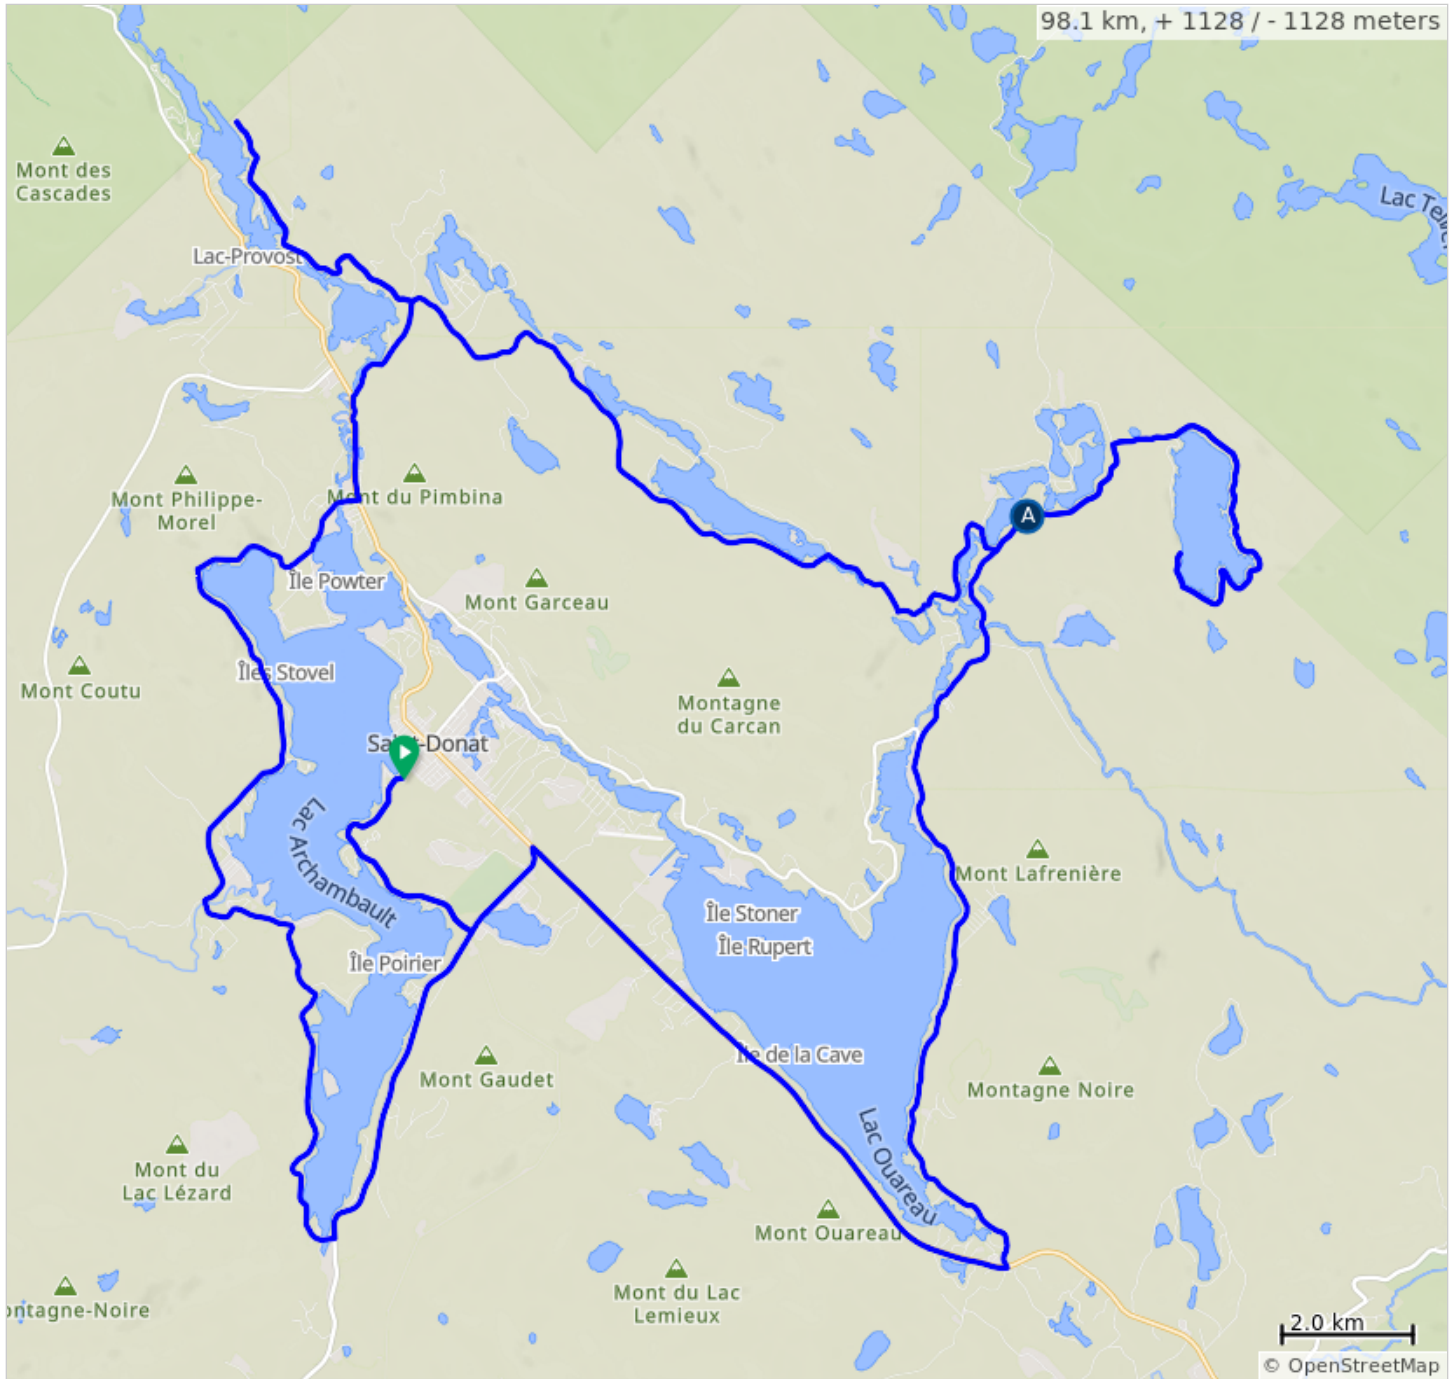 98.1 km, + 1128 / - 1128 meters
Mont des
Cascades
Lac-Provost
Mont Philippe-
Morel
Mont du Pimbina
A
Île Powter
Mont Garceau
Îles Stovel
Mont Coutu
Montagne
du Carcan
Saint-Donat
Lac Archambault
Mont Lafrenière
Île Stoner
Île Rupert
Île Poirier
Île de la Cave
Mont Gaudet
Montagne Noire
Lac Ouareau
Mont du
Lac Lézard
Mont Ouareau
Mont du Lac
Lemieux
ontagne-Noire
2.0 km
© OpenStreetMap